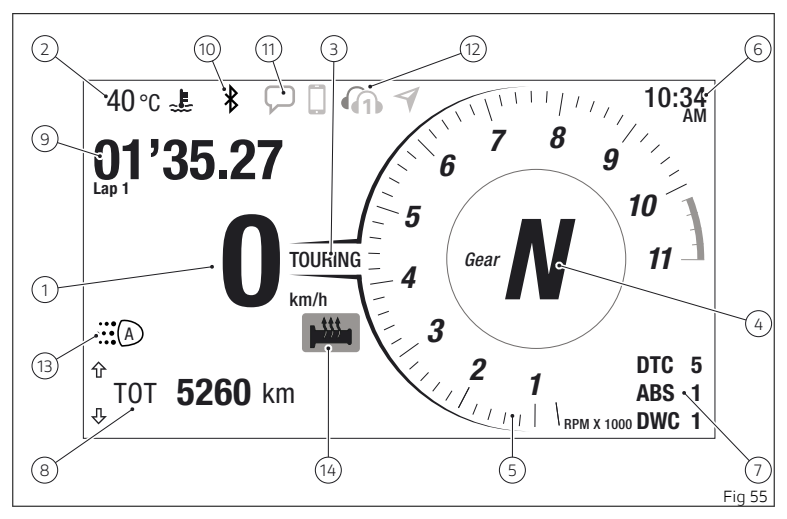 2
10
11
3
12
6
40 °C
1
10:34
AM
9
01’35.27
Lap 1
1
0
TOURING
km/h
Gear
N
4
1
2
3
4
5
6
7
8
9
10
11
RPM X 1000
13
A
TOT 5260 km
DTC 5
ABS 1
DWC 1
8
14
5
7
Fig 55